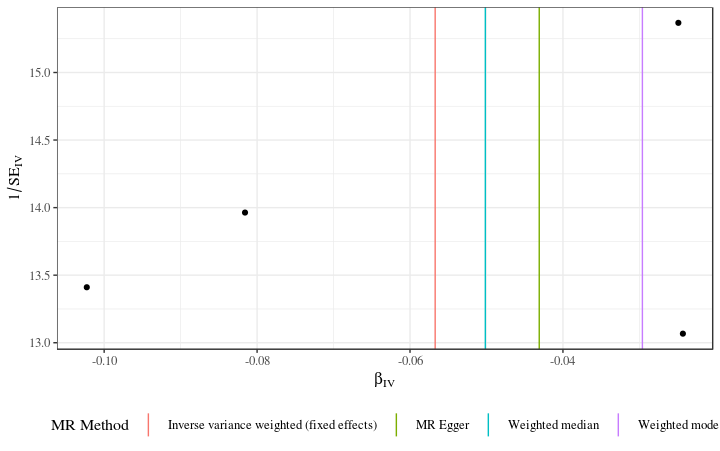 15.0
14.5
14.0
13.5
13.0
1/SE_IV
-0.10
-0.08
-0.06
-0.04
β_IV
MR Method
Inverse variance weighted (fixed effects)
MR Egger
Weighted median
Weighted mode